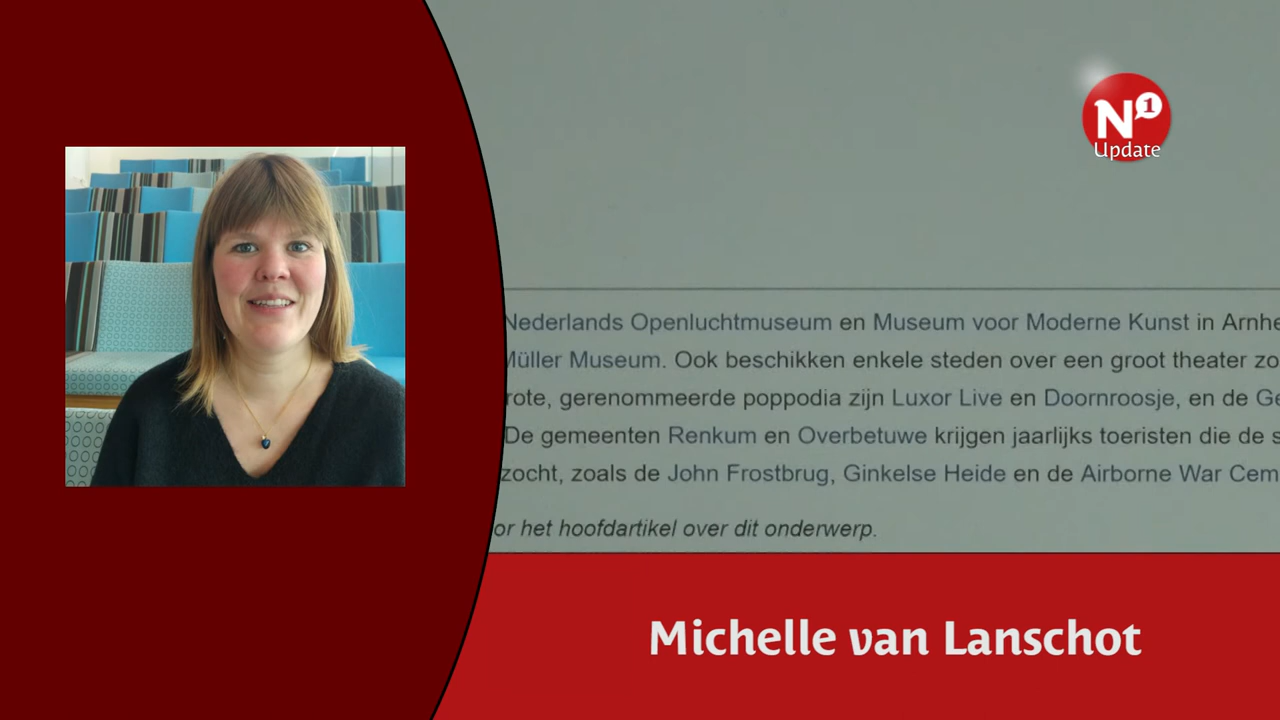 N1
Update
Nederlands Openluchtmuseum en Museum voor Moderne Kunst in
Müller Museum. Ook beschikken enkele steden over een groot theater
gerenommeerde poppodia zijn Luxor Live en Doornroosje, en de
De gemeenten Renkum en Overbetuwe krijgen jaarlijks toeristen die de
zocht, zoals de John Frostbrug, Ginkelse Heide en de Airborne War
or het hoofdartikel over dit onderwerp.
Michelle van Lanschot